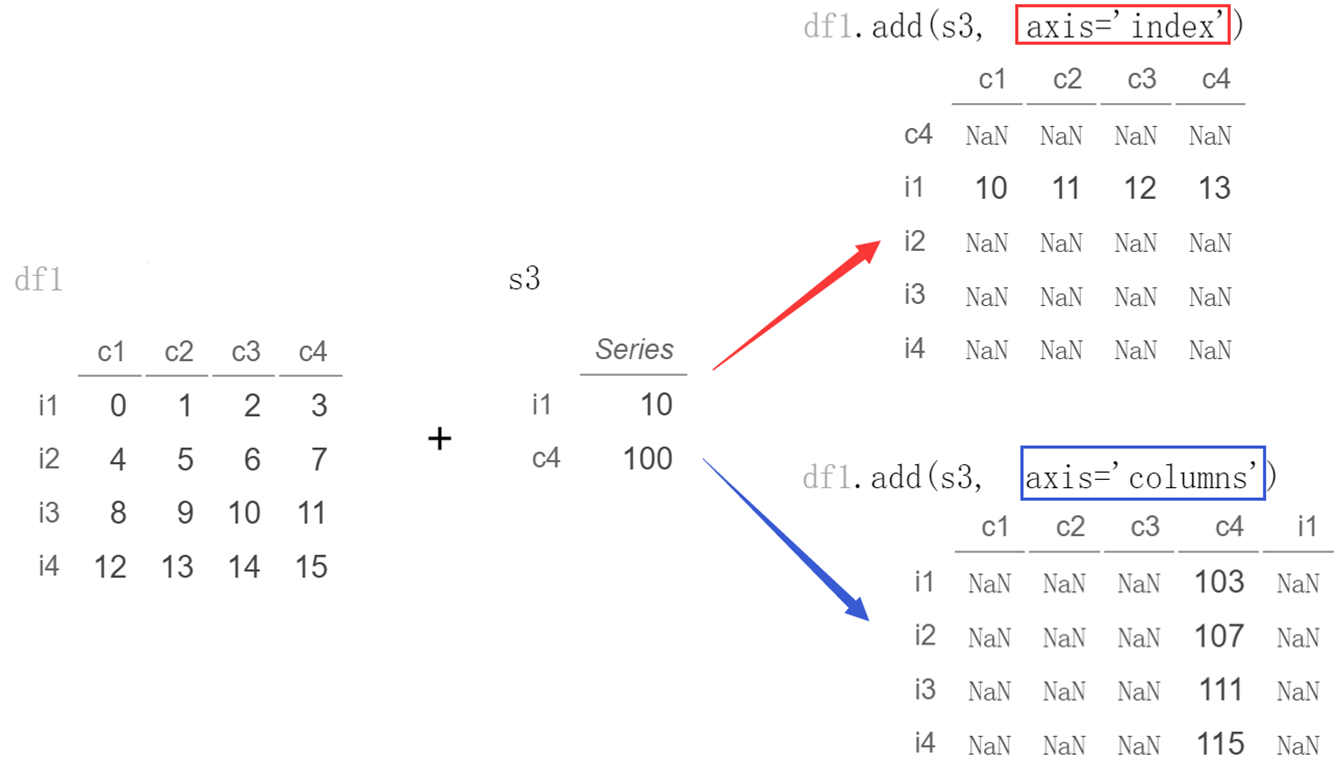 df1.add(s3, axis='index')
c1 c2 c3 c4
c4 NaN NaN NaN NaN
i1 10 11 12 13
i2 NaN NaN NaN NaN
i3 NaN NaN NaN NaN
i4 NaN NaN NaN NaN
df1
c1 c2 c3 c4
i1 0 1 2 3
i2 4 5 6 7
i3 8 9 10 11
i4 12 13 14 15
+
s3
Series
i1 10
c4 100
df1.add(s3, axis='columns')
c1 c2 c3 c4 i1
i1 NaN NaN NaN 103 NaN
i2 NaN NaN NaN 107 NaN
i3 NaN NaN NaN 111 NaN
i4 NaN NaN NaN 115 NaN